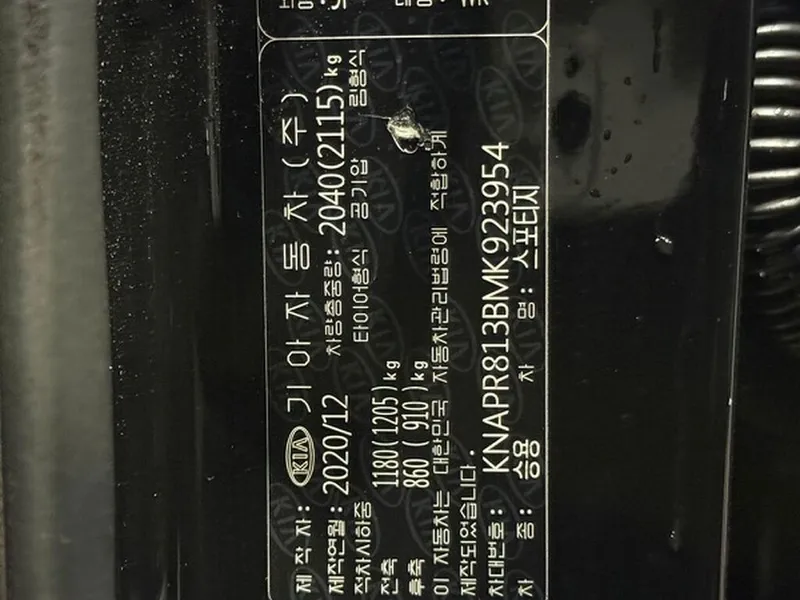 제 작 자 : KIA 기 아 자 동 차 ( 주 )
제작연월 : 2020/12 차량총중량 : 2040(2115)kg
적차시하중 타이어형식 공기압 림형식
전축 1180(1205)kg
후축 860 ( 910 )kg
이 자동차는 대한민국 자동차관리법령에 적합하게
제작되었습니다.
차대번호 : KNAPR813BMK923954
차 종 : 승용 차 명 : 스포티지